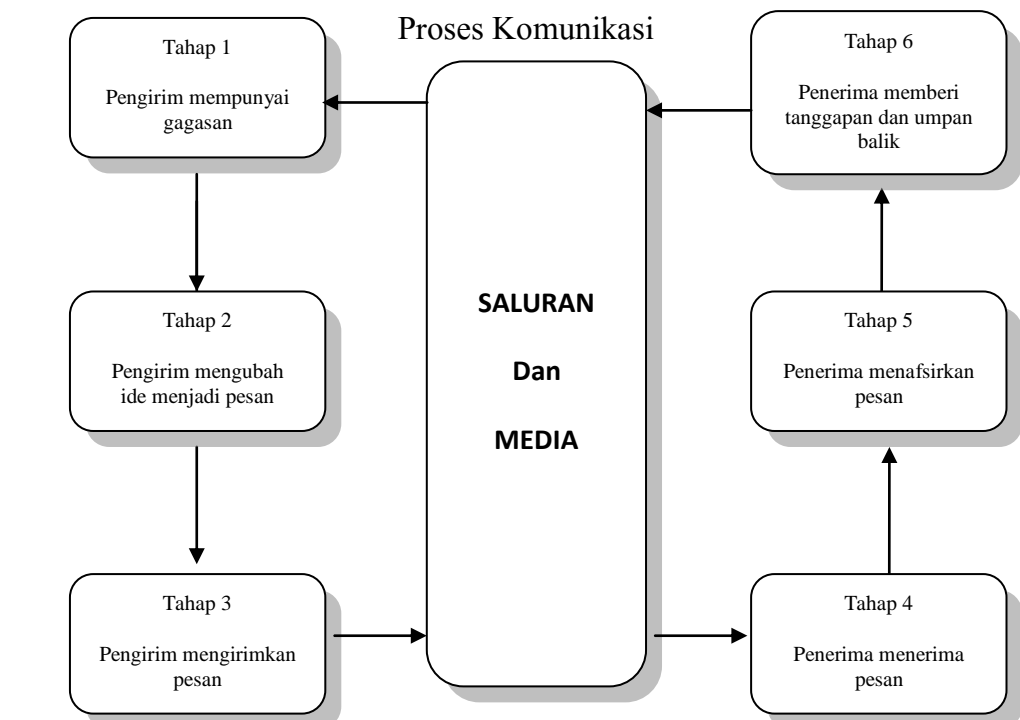 Proses Komunikasi
Tahap 1
Pengirim mempunyai
gagasan
Tahap 2
Pengirim mengubah
ide menjadi pesan
Tahap 3
Pengirim mengirimkan
pesan
SALURAN
Dan
MEDIA
Tahap 4
Penerima menerima
pesan
Tahap 5
Penerima menafsirkan
pesan
Tahap 6
Penerima memberi
tanggapan dan umpan
balik